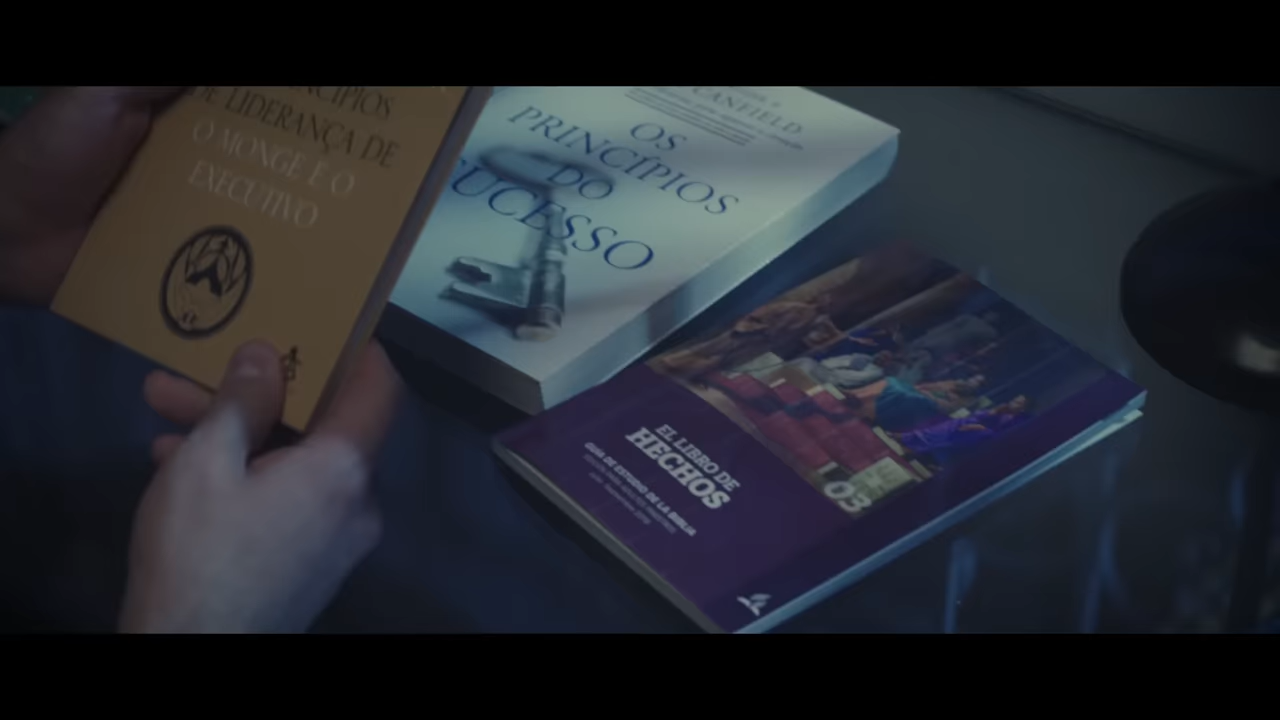 PRINCÍPIOS
DE LIDERANÇA DE
O MONGE E O
EXECUTIVO
CANFIELD
OS
PRINCÍPIOS
DO
SUCESSO
EL LIBRO DE
HECHOS
GUÍA DE ESTUDIO DE LA BIBLIA
03